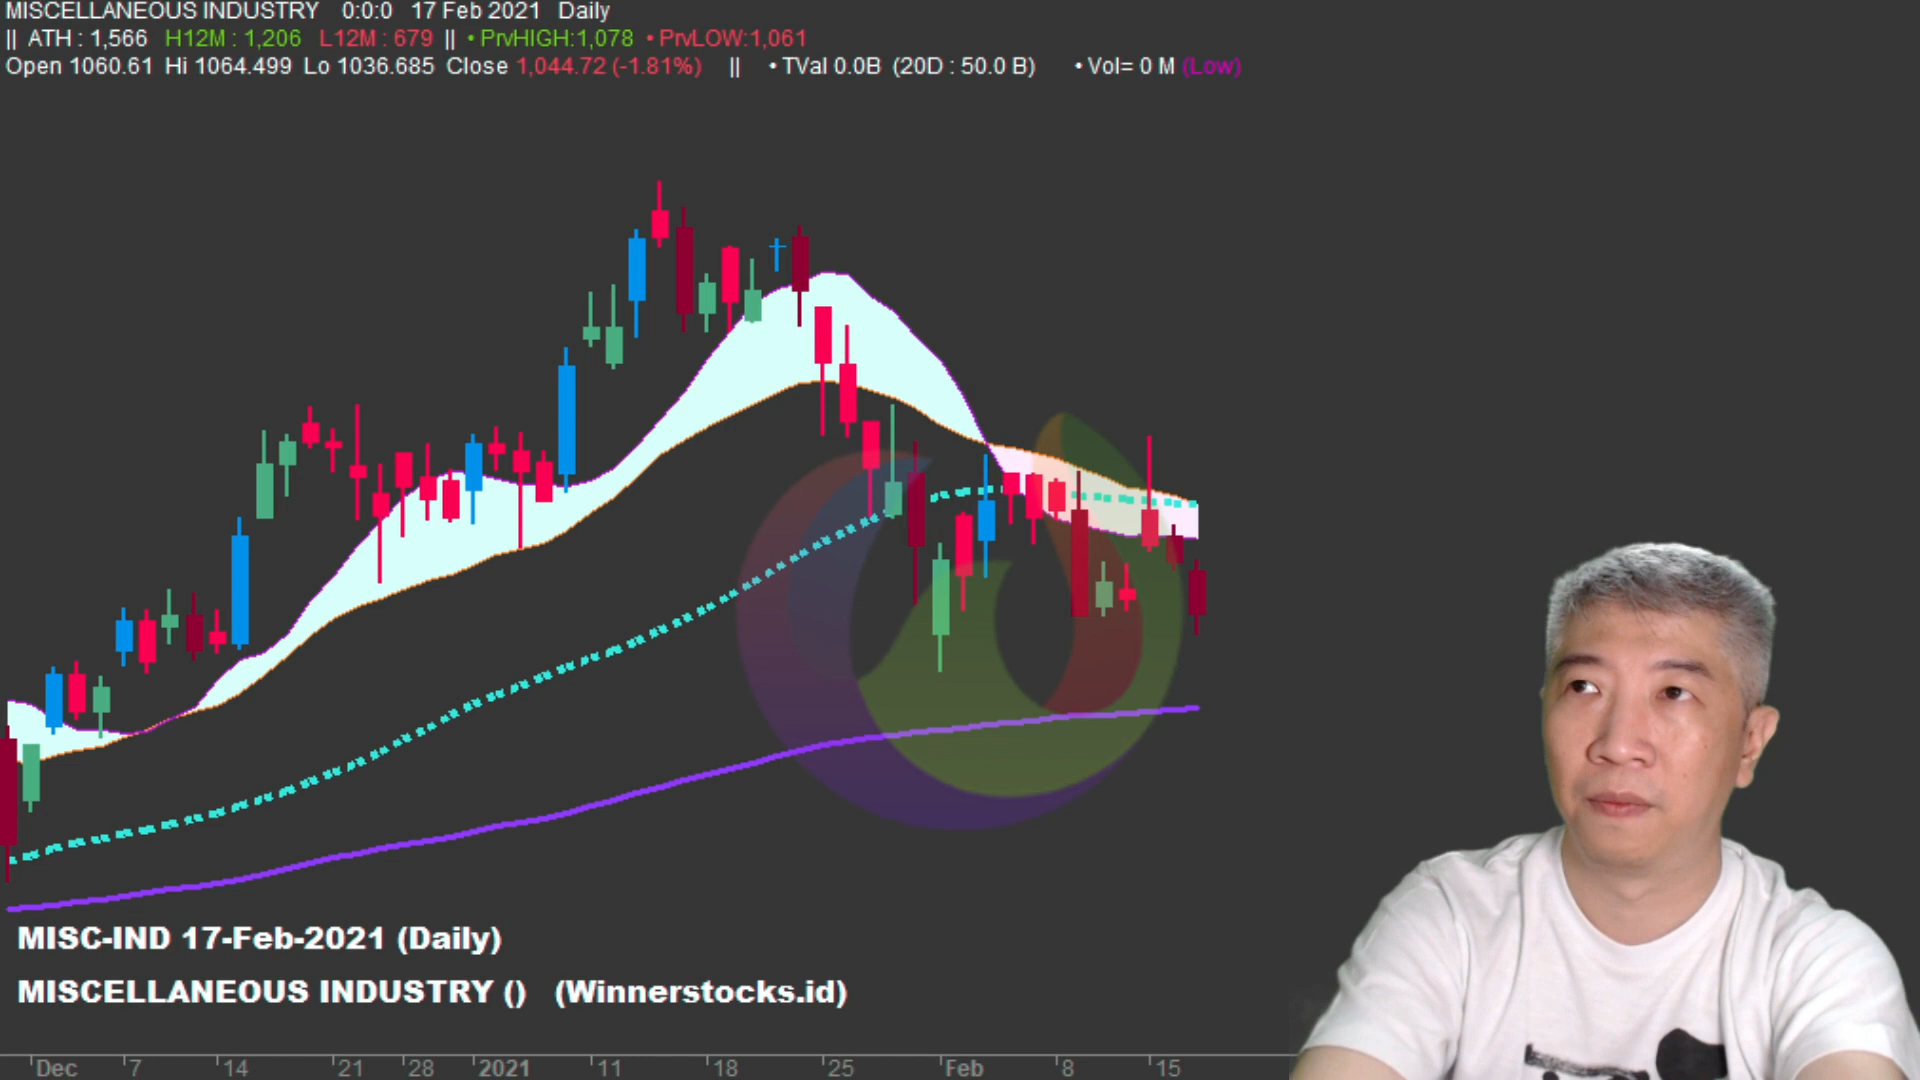 MISCELLANEOUS INDUSTRY 0:0:0 17 Feb 2021 Daily
|| ATH : 1,566 H12M : 1,206 L12M : 679 || • PrvHIGH:1,078 • PrvLOW:1,061
Open 1060.61 Hi 1064.499 Lo 1036.685 Close 1,044.72 (-1.81%) || • TVal 0.0B (20D : 50.0 B) • Vol= 0 M (Low)
MISC-IND 17-Feb-2021 (Daily)
MISCELLANEOUS INDUSTRY () (Winnerstocks.id)
Dec 7 14 21 28 2021 11 18 25 Feb 8 15